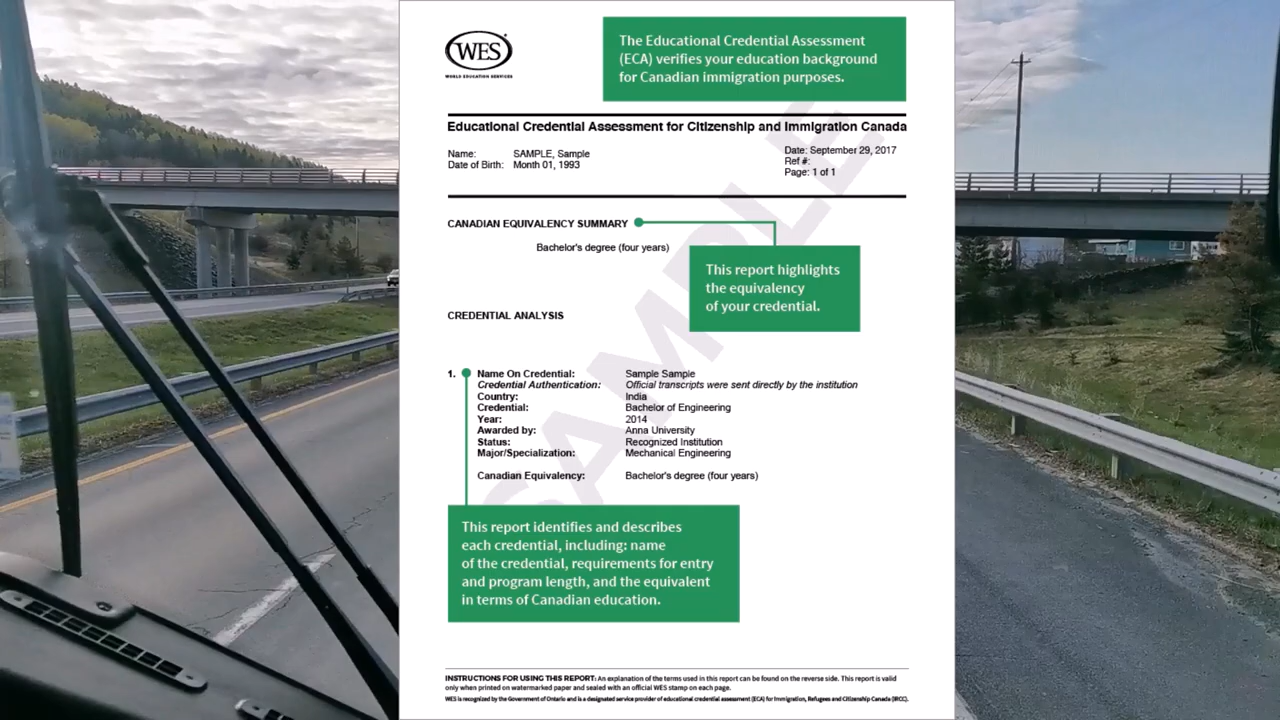 WES
WORLD EDUCATION SERVICES
The Educational Credential Assessment
(ECA) verifies your education background
for Canadian immigration purposes.
Educational Credential Assessment for Citizenship and Immigration Canada
Name: SAMPLE, Sample
Date of Birth: Month 01, 1993
Date: September 29, 2017
Ref #:
Page: 1 of 1
CANADIAN EQUIVALENCY SUMMARY
Bachelor's degree (four years)
This report highlights
the equivalency
of your credential.
CREDENTIAL ANALYSIS
1. Name On Credential: Sample Sample
Credential Authentication: Official transcripts were sent directly by the institution
Country: India
Credential: Bachelor of Engineering
Year: 2014
Awarded by: Anna University
Status: Recognized Institution
Major/Specialization: Mechanical Engineering
Canadian Equivalency: Bachelor's degree (four years)
SAMPLE
This report identifies and describes
each credential, including: name
of the credential, requirements for entry
and program length, and the equivalent
in terms of Canadian education.
INSTRUCTIONS FOR USING THIS REPORT: An explanation of the terms used in this report can be found on the reverse side. This report is valid
only when printed on watermarked paper and sealed with an official WES stamp on each page.
WES is recognized by the Government of Ontario and is a designated service provider of educational credential assessment (ECA) for Immigration, Refugees and Citizenship Canada (IRCC).